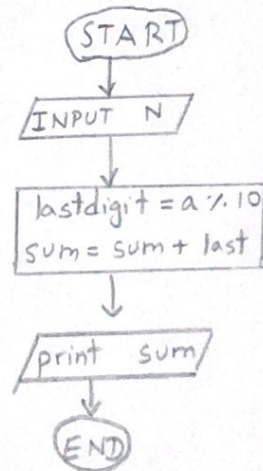 START
INPUT N
lastdigit = a % 10
sum = sum + last
print sum
END